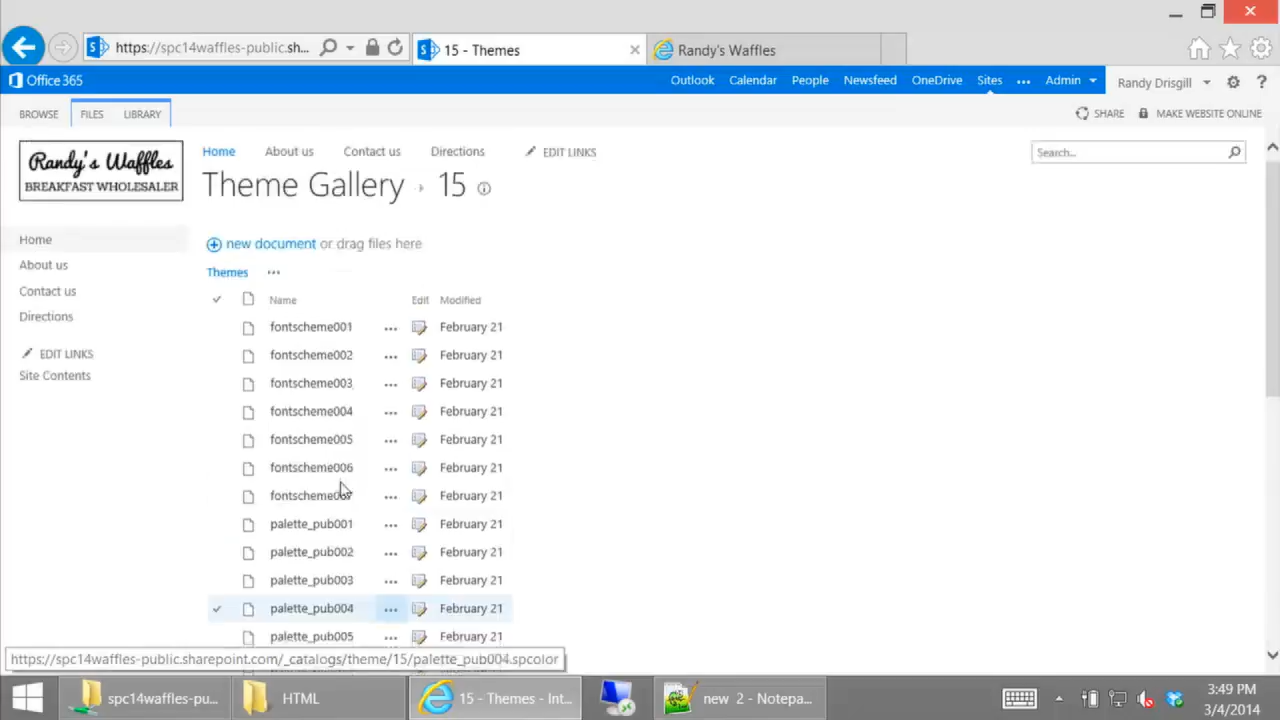 https://spc14waffles-public.sh...
15 - Themes
Randy's Waffles
Office 365
Outlook Calendar People Newsfeed OneDrive Sites ... Admin Randy Drisgill ?
BROWSE FILES LIBRARY
SHARE MAKE WEBSITE ONLINE
Randy's Waffles
BREAKFAST WHOLESALER
Home About us Contact us Directions EDIT LINKS
Search...
Theme Gallery 15
Home
About us
Contact us
Directions
EDIT LINKS
Site Contents
new document or drag files here
Themes ...
Name Edit Modified
fontscheme001 ... February 21
fontscheme002 ... February 21
fontscheme003 ... February 21
fontscheme004 ... February 21
fontscheme005 ... February 21
fontscheme006 ... February 21
... February 21
palette_pub001 ... February 21
palette_pub002 ... February 21
palette_pub003 ... February 21
palette_pub004 ... February 21
palette_pub005 ... February 21
https://spc14waffles-public.sharepoint.com/_catalogs/theme/15/palette_pub004.spcolor
spc14waffles-pu...
HTML
15 - Themes - Int...
new 2 - Notepa...
3:49 PM
3/4/2014